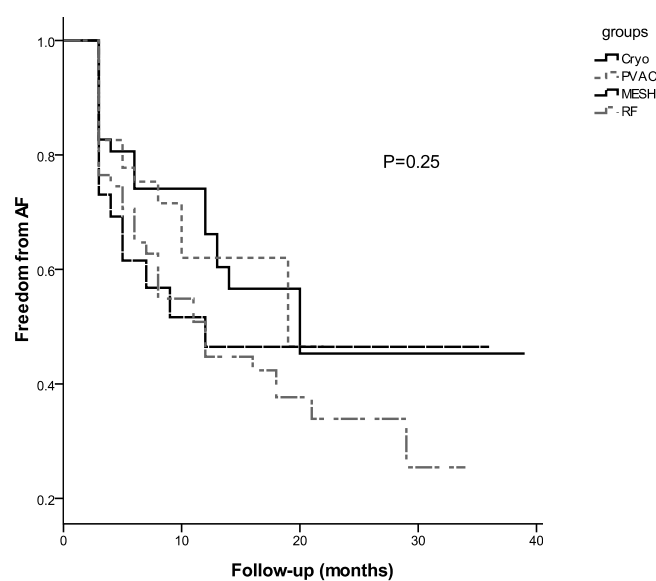 groups
Cryo
PVAC
MESH
RF
P=0.25
Freedom from AF
1.0
0.8
0.6
0.4
0.2
0 10 20 30 40
Follow-up (months)